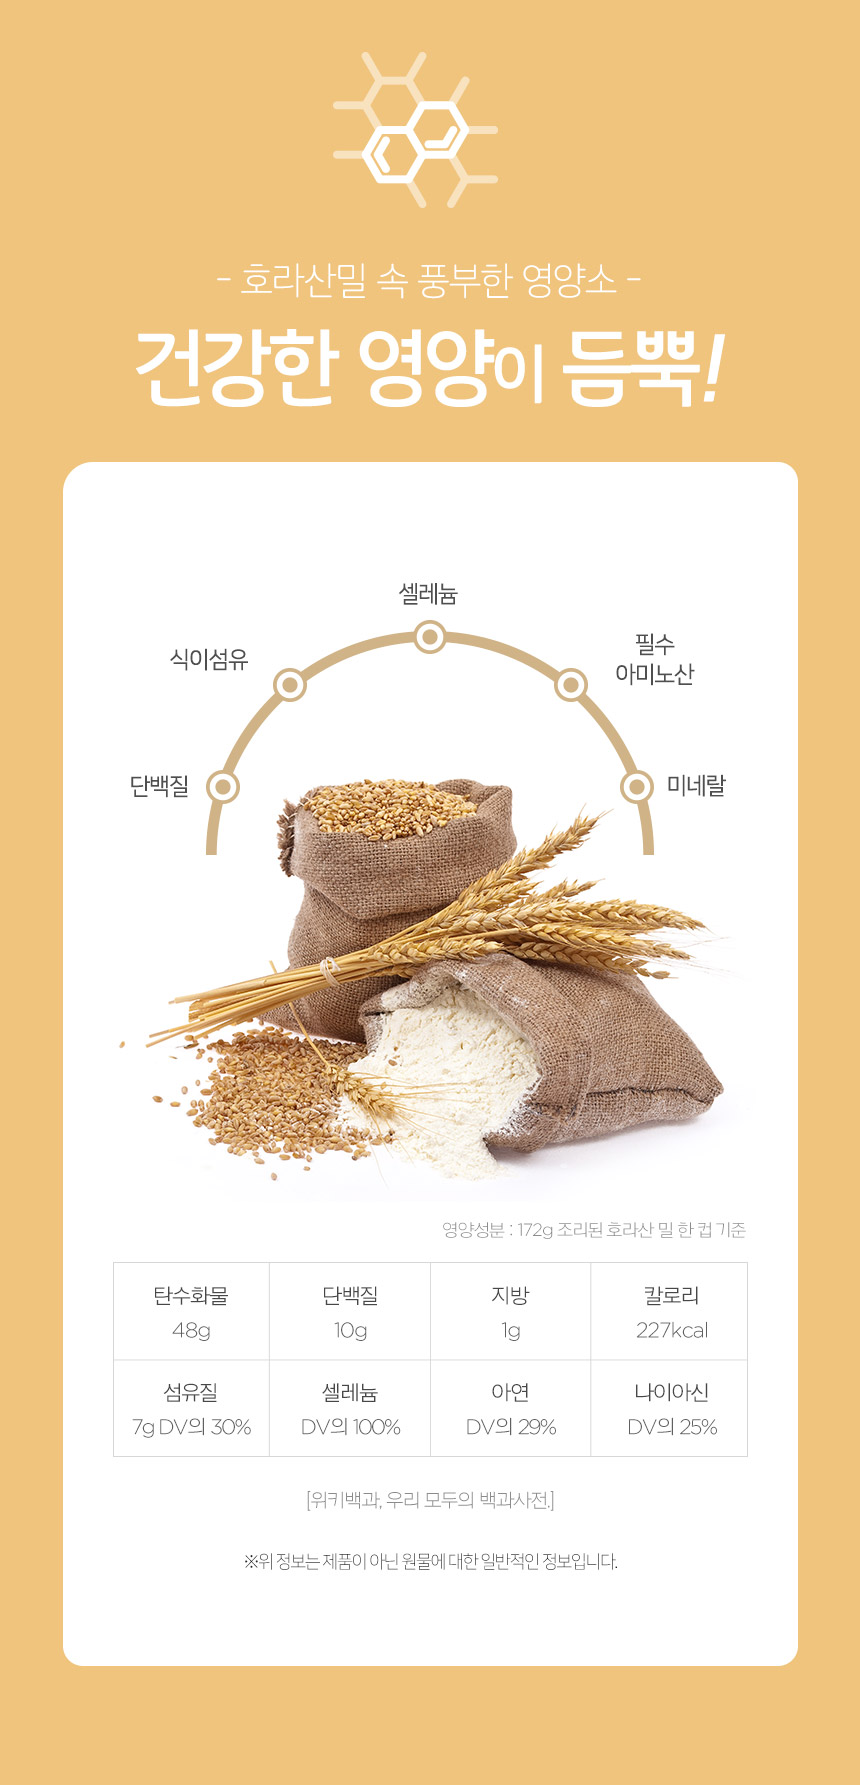 - 호라산밀 속 풍부한 영양소 -
건강한 영양이 듬뿍!
셀레늄
식이섬유
필수
아미노산
단백질
미네랄
영양성분 : 172g 조리된 호라산 밀 한 컵 기준
탄수화물 단백질 지방 칼로리
48g 10g 1g 227kcal
섬유질 셀레늄 아연 나이아신
7g DV의 30% DV의 100% DV의 29% DV의 25%
[위키백과, 우리 모두의 백과사전.]
※위 정보는 제품이 아닌 원물에 대한 일반적인 정보입니다.